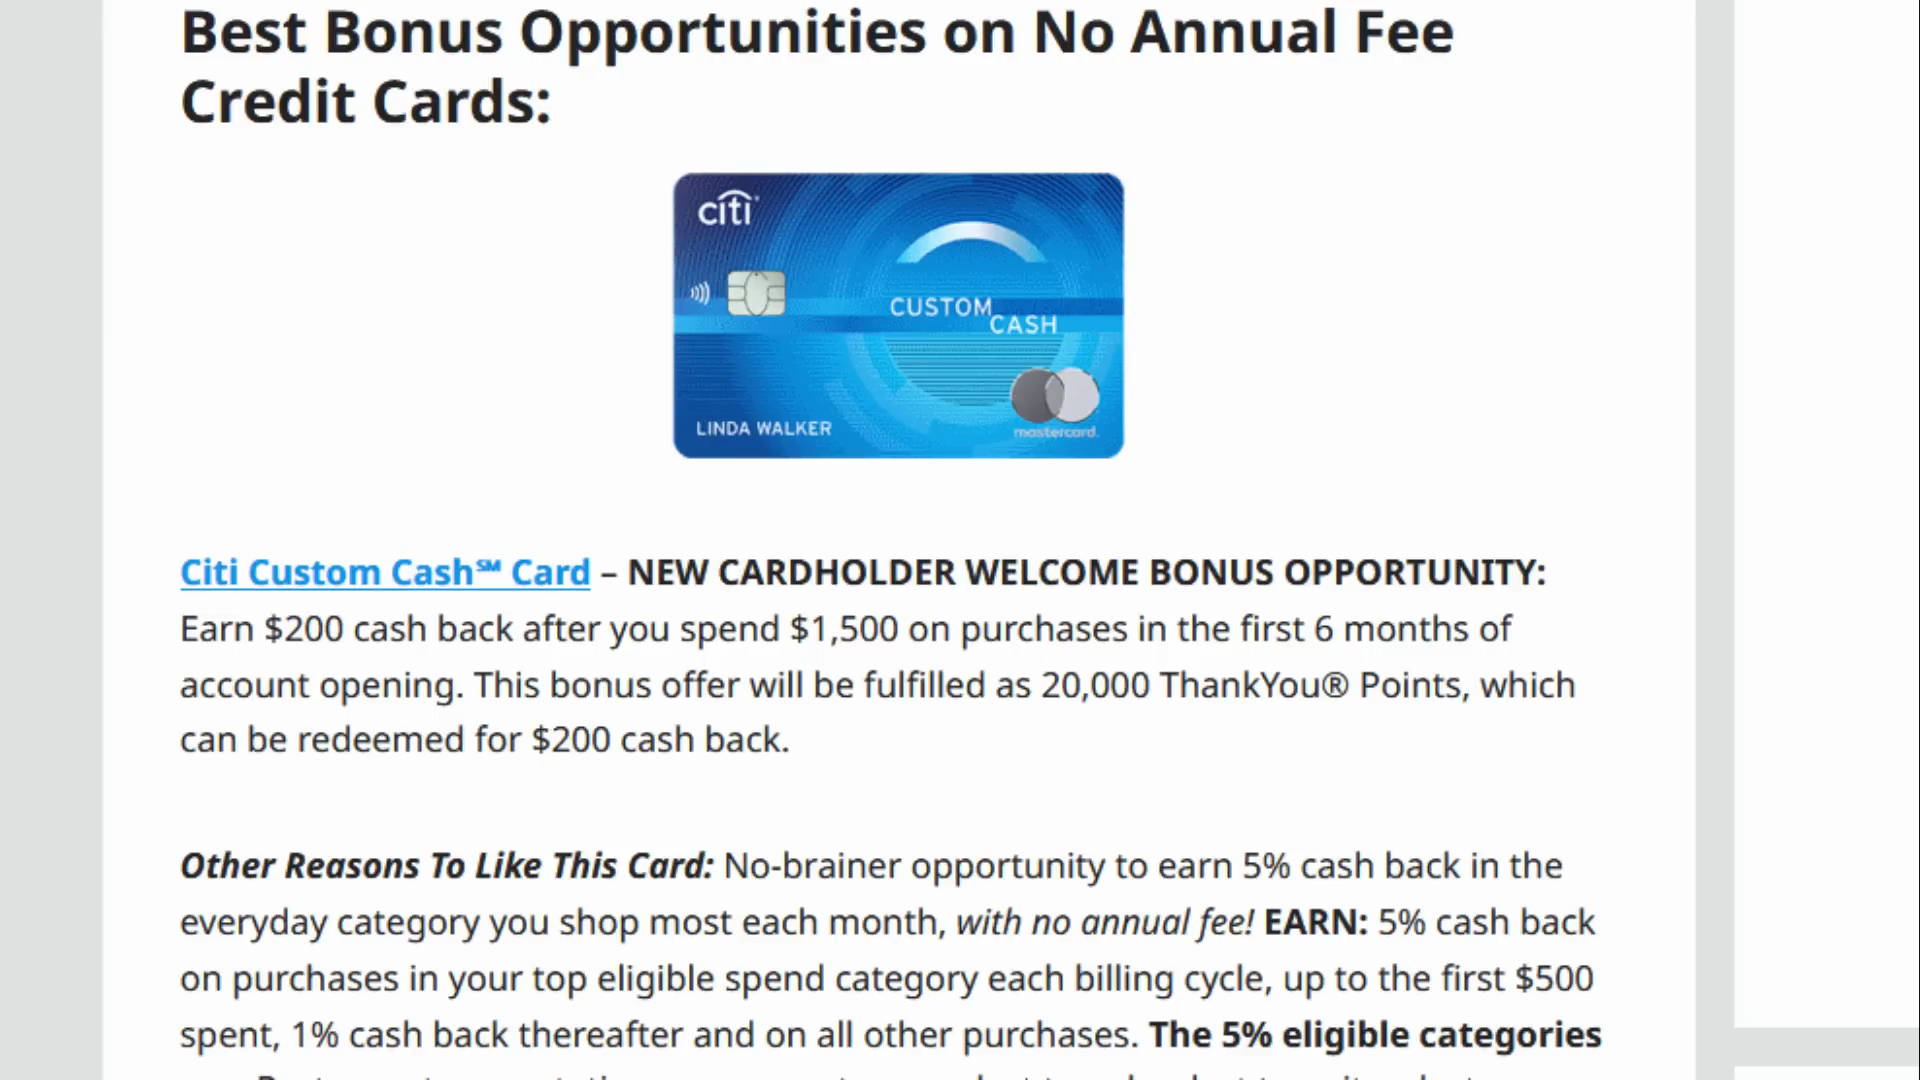 Best Bonus Opportunities on No Annual Fee
Credit Cards:
citi
CUSTOM
CASH
LINDA WALKER
mastercard.
Citi Custom Cash℠ Card – NEW CARDHOLDER WELCOME BONUS OPPORTUNITY:
Earn $200 cash back after you spend $1,500 on purchases in the first 6 months of
account opening. This bonus offer will be fulfilled as 20,000 ThankYou® Points, which
can be redeemed for $200 cash back.
Other Reasons To Like This Card: No-brainer opportunity to earn 5% cash back in the
everyday category you shop most each month, with no annual fee! EARN: 5% cash back
on purchases in your top eligible spend category each billing cycle, up to the first $500
spent, 1% cash back thereafter and on all other purchases. The 5% eligible categories